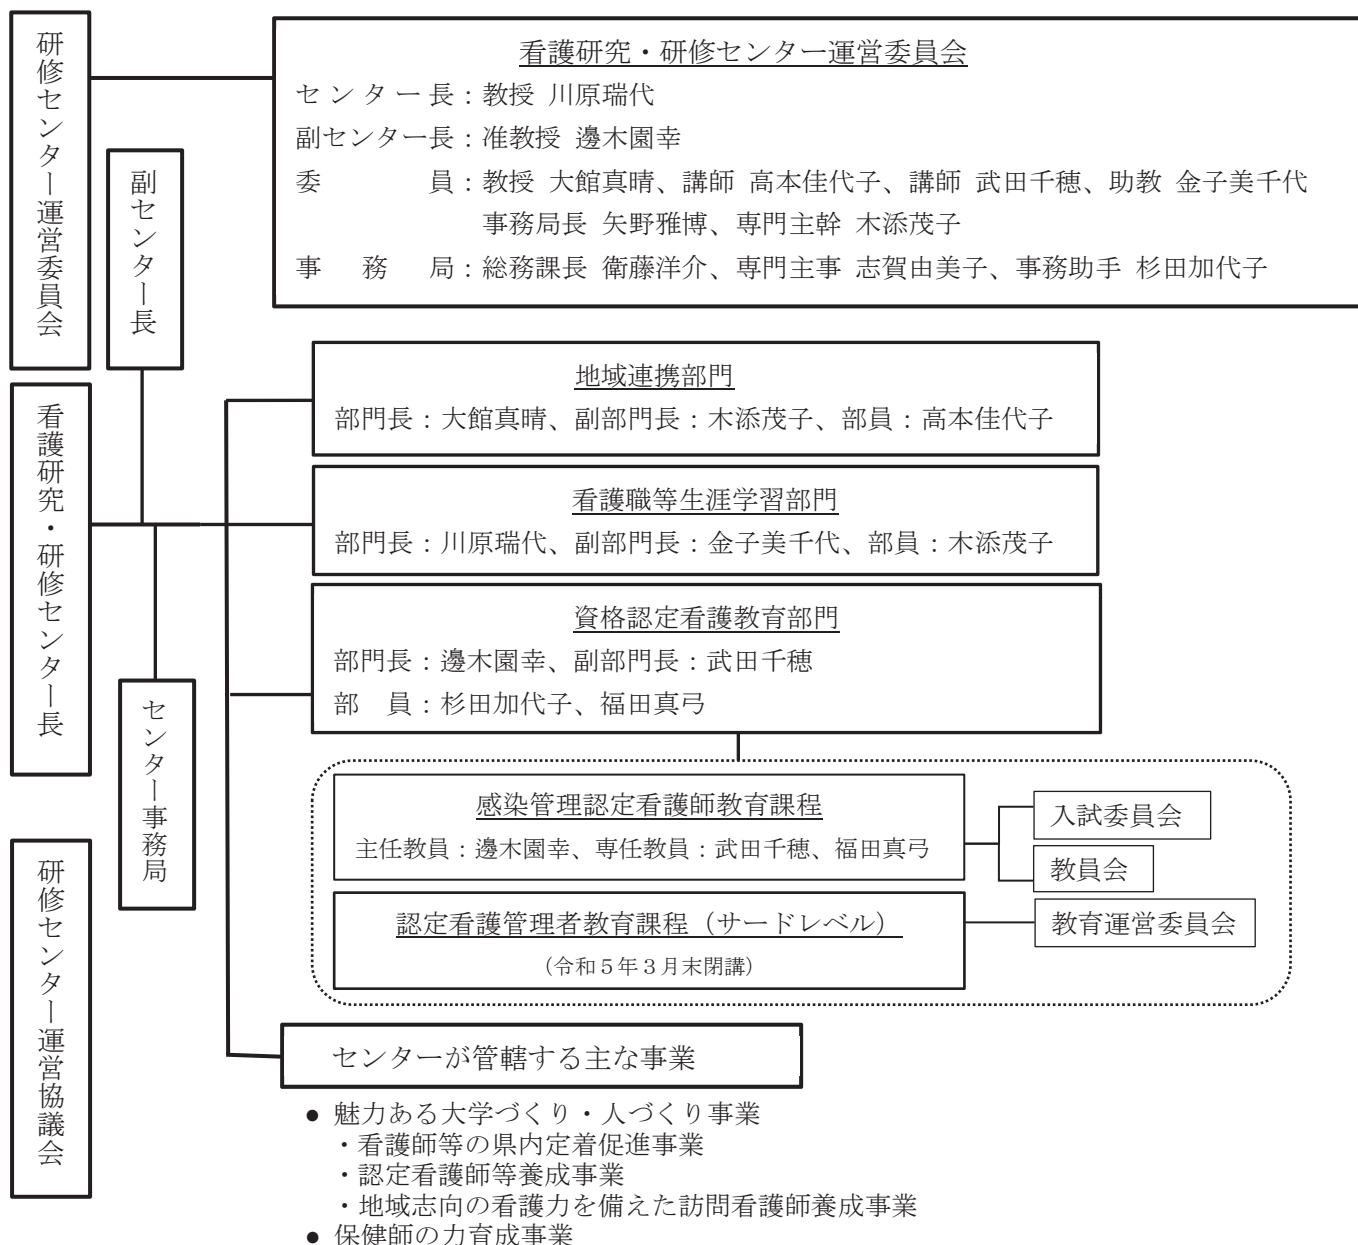 研修センター運営委員会
看護研究・研修センター運営委員会
センター長：教授 川原瑞代
副センター長：准教授 邊木園幸
委員：教授 大館真晴、講師 高本佳代子、講師 武田千穂、助教 金子美千代
事務局長 矢野雅博、専門主幹 木添茂子
事務局：総務課長 衛藤洋介、専門主事 志賀由美子、事務助手 杉田加代子
副センター長
看護研究・研修センター長
地域連携部門
部門長：大館真晴、副部門長：木添茂子、部員：高本佳代子
看護職等生涯学習部門
部門長：川原瑞代、副部門長：金子美千代、部員：木添茂子
資格認定看護教育部門
部門長：邊木園幸、副部門長：武田千穂
部　員：杉田加代子、福田真弓
センター事務局
感染管理認定看護師教育課程
主任教員：邊木園幸、専任教員：武田千穂、福田真弓
入試委員会
教員会
認定看護管理者教育課程（サードレベル）
（令和５年３月末閉講）
教育運営委員会
研修センター運営協議会
センターが管轄する主な事業
● 魅力ある大学づくり・人づくり事業
・看護師等の県内定着促進事業
・認定看護師等養成事業
・地域志向の看護力を備えた訪問看護師養成事業
● 保健師の力育成事業